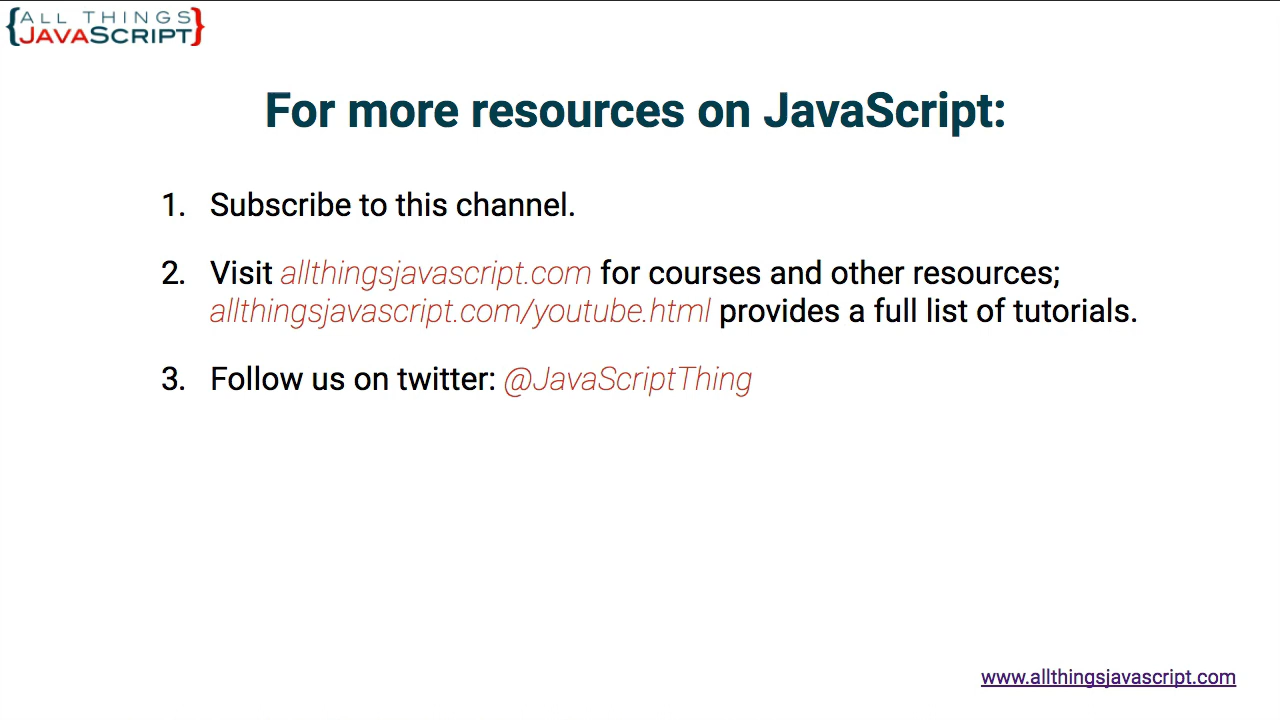 {ALL THINGS
JAVASCRIPT}
For more resources on JavaScript:
1. Subscribe to this channel.
2. Visit allthingsjavascript.com for courses and other resources;
allthingsjavascript.com/youtube.html provides a full list of tutorials.
3. Follow us on twitter: @JavaScriptThing
www.allthingsjavascript.com